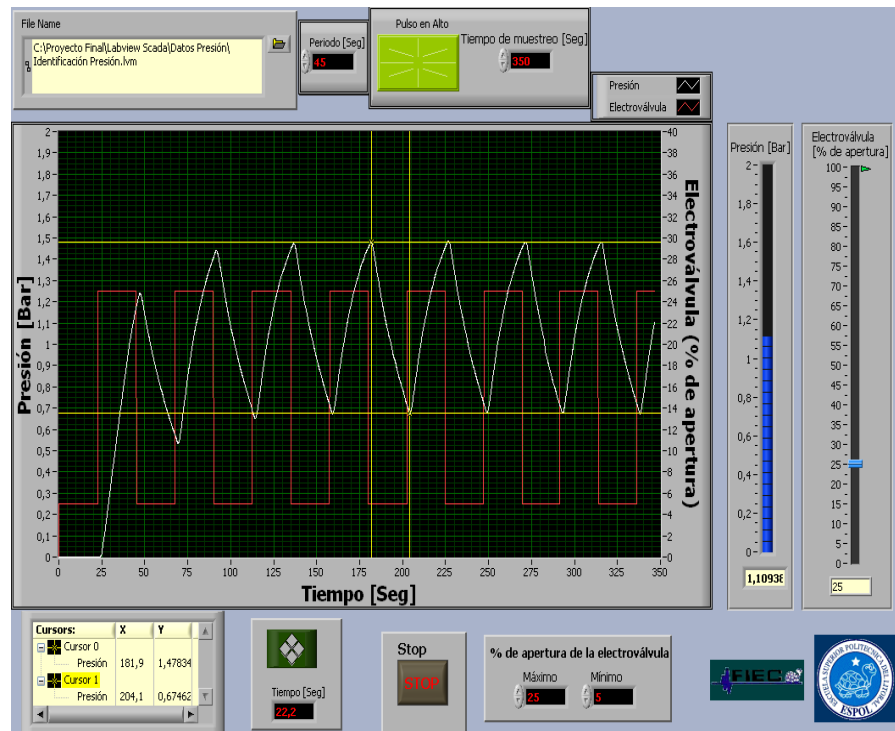 File Name
C:\Proyecto Final\Labview Scada\Datos Presión\
Identificación Presión.lvm
Periodo [Seg]
45
Pulso en Alto
Tiempo de muestreo [Seg]
350
Presión
Electroválvula
Presión [Bar]
2
1,9
1,8
1,7
1,6
1,5
1,4
1,3
1,2
1,1
1
0,9
0,8
0,7
0,6
0,5
0,4
0,3
0,2
0,1
0
0 25 50 75 100 125 150 175 200 225 250 275 300 325 350
Tiempo [Seg]
40
38
36
34
32
30
28
26
24
22
20
18
16
14
12
10
8
6
4
2
0
Electroválvula (% de apertura)
Presión [Bar]
2
1,8
1,6
1,4
1,2
1
0,8
0,6
0,4
0,2
0
1,1093
Electroválvula
[% de apertura]
100
95
90
85
80
75
70
65
60
55
50
45
40
35
30
25
20
15
10
5
0
25
Cursors: X Y
Cursor 0
Presión 181,9 1,47834
Cursor 1
Presión 204,1 0,67462
Tiempo [Seg]
22,2
Stop
STOP
% de apertura de la electroválvula
Máximo Mínimo
25 5
FIEC
ESCUELA SUPERIOR POLITECNICA DEL LITORAL
ESPOL